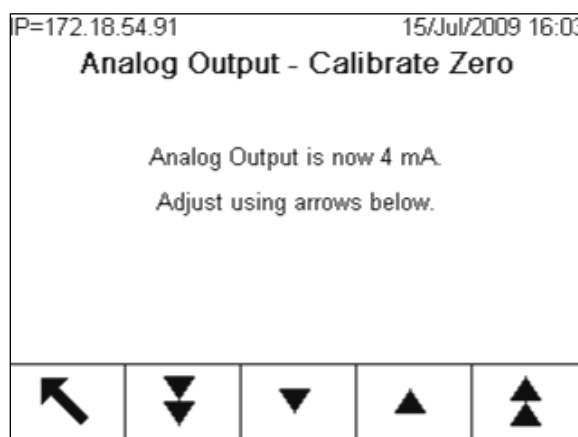 IP=172.18.54.91 15/Jul/2009 16:03
Analog Output - Calibrate Zero
Analog Output is now 4 mA.
Adjust using arrows below.